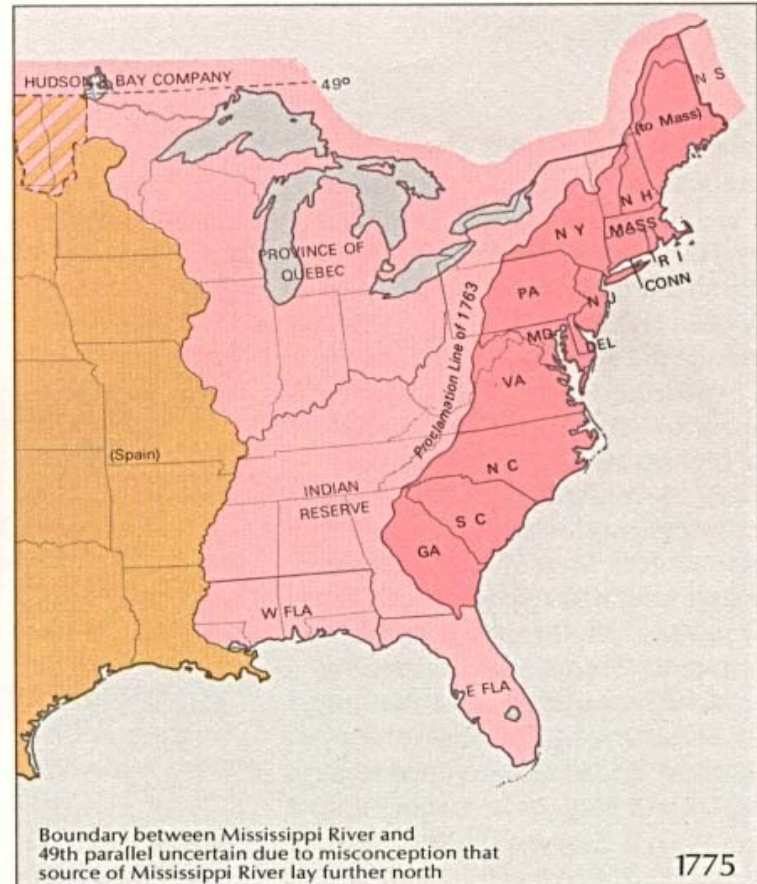 HUDSON BAY COMPANY
49º
N S
(to Mass)
N H
N Y
MASS
R I
CONN
PROVINCE OF
QUEBEC
PA
N J
MD
DEL
Proclamation Line of 1763
VA
(Spain)
N C
INDIAN
RESERVE
S C
GA
W FLA
E FLA
Boundary between Mississippi River and
49th parallel uncertain due to misconception that
source of Mississippi River lay further north
1775